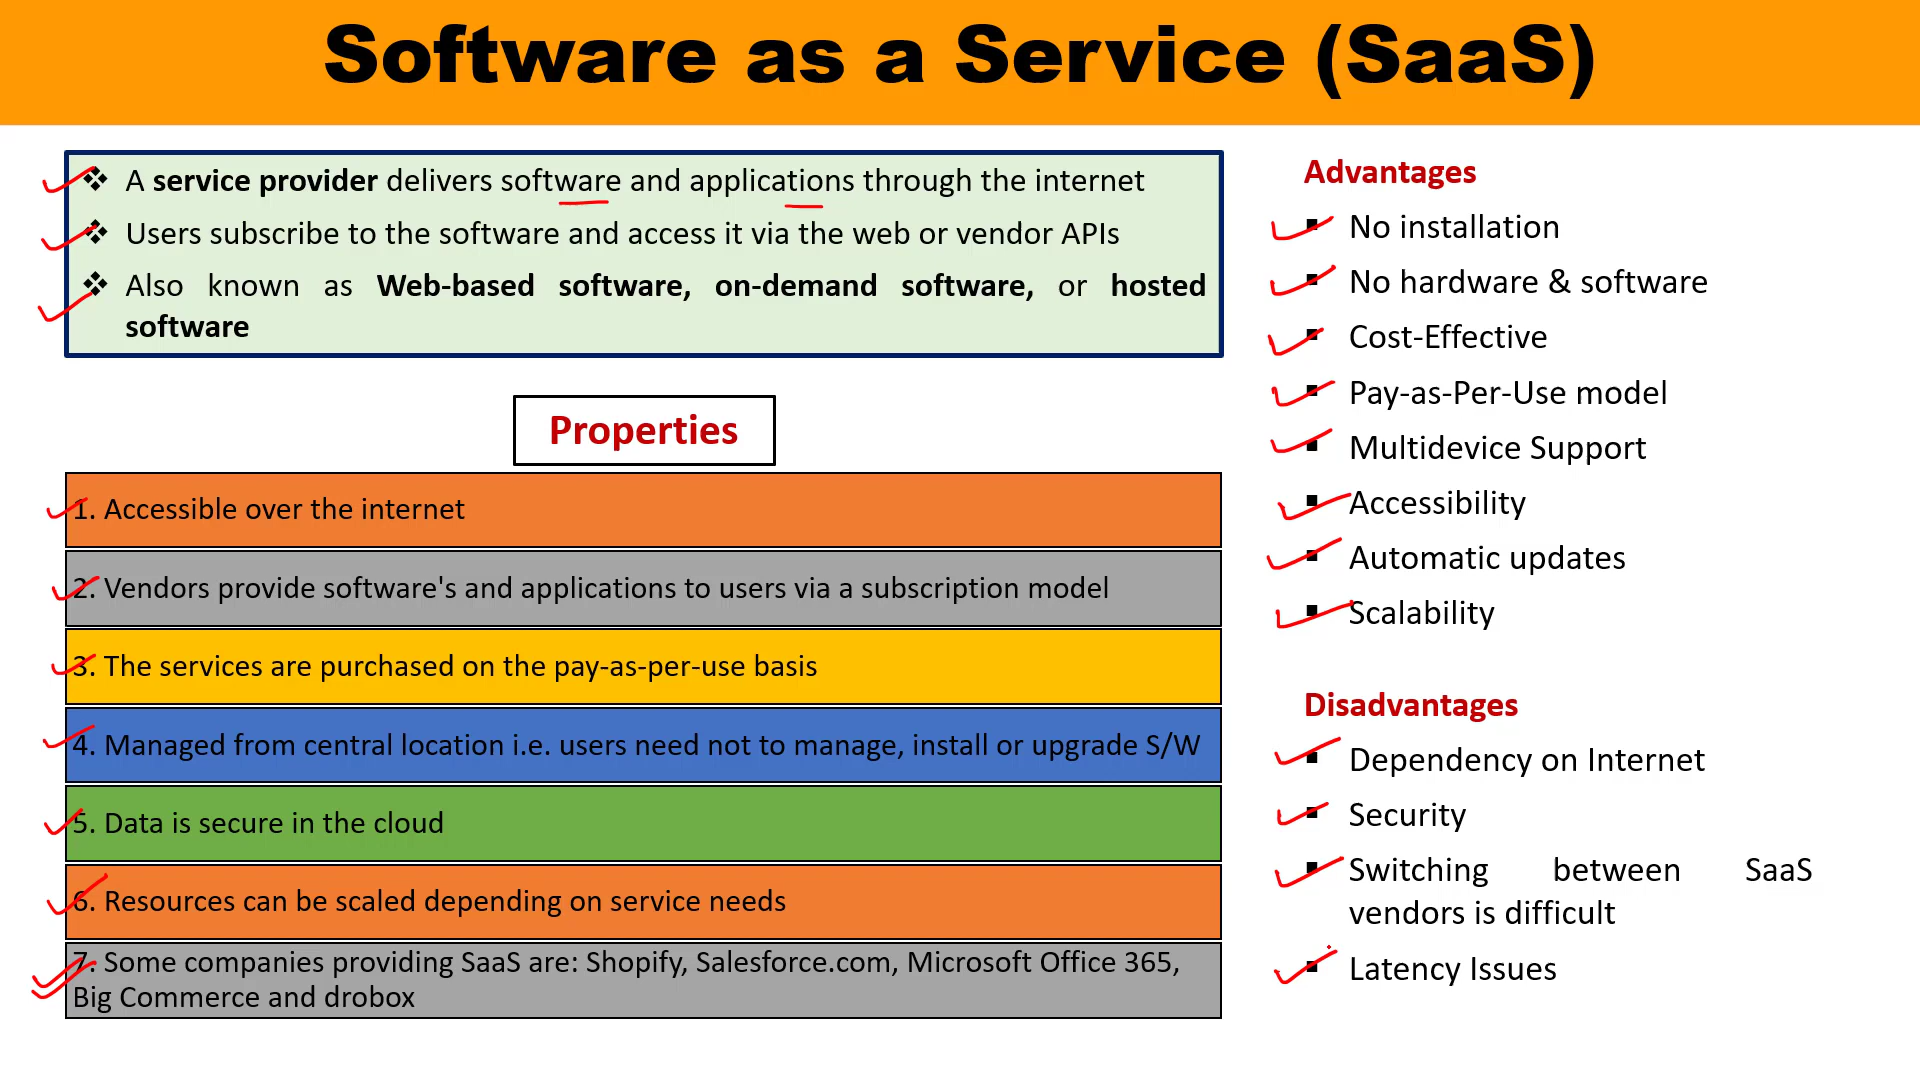 Software as a Service (SaaS)
❖ A service provider delivers software and applications through the internet
❖ Users subscribe to the software and access it via the web or vendor APIs
❖ Also known as Web-based software, on-demand software, or hosted
software
Properties
1. Accessible over the internet
2. Vendors provide software's and applications to users via a subscription model
3. The services are purchased on the pay-as-per-use basis
4. Managed from central location i.e. users need not to manage, install or upgrade S/W
5. Data is secure in the cloud
6. Resources can be scaled depending on service needs
7. Some companies providing SaaS are: Shopify, Salesforce.com, Microsoft Office 365,
Big Commerce and drobox
Advantages
▪ No installation
▪ No hardware & software
▪ Cost-Effective
▪ Pay-as-Per-Use model
▪ Multidevice Support
▪ Accessibility
▪ Automatic updates
▪ Scalability
Disadvantages
▪ Dependency on Internet
▪ Security
▪ Switching between SaaS
vendors is difficult
▪ Latency Issues